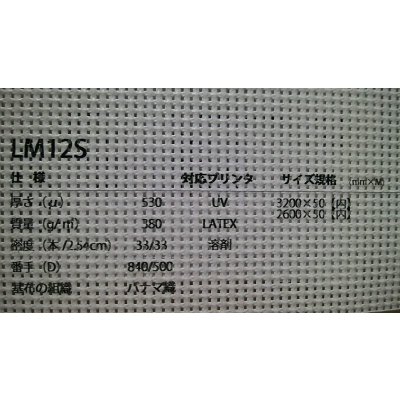 LM12S
仕 様 対応プリンタ サイズ規格 (mm×M)
厚さ (μ) 530 UV 3200×50【内】
2600×50【内】
質量 (g/㎡) 380 LATEX
密度 (本/2.54cm) 33/33 溶剤
番手 (D) 840/500
基布の組織 パナマ織